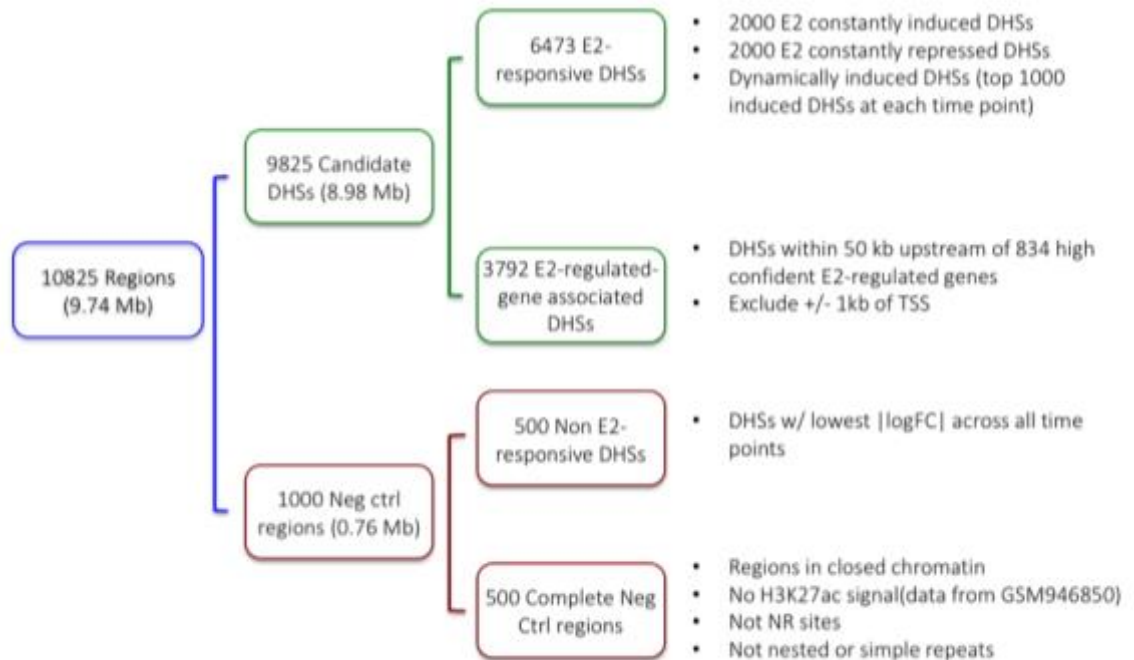 6473 E2-
responsive DHSs
• 2000 E2 constantly induced DHSs
• 2000 E2 constantly repressed DHSs
• Dynamically induced DHSs (top 1000
induced DHSs at each time point)
9825 Candidate
DHSs (8.98 Mb)
10825 Regions
(9.74 Mb)
3792 E2-regulated-
gene associated
DHSs
• DHSs within 50 kb upstream of 834 high
confident E2-regulated genes
• Exclude +/- 1kb of TSS
500 Non E2-
responsive DHSs
• DHSs w/ lowest |logFC| across all time
points
1000 Neg ctrl
regions (0.76 Mb)
500 Complete Neg
Ctrl regions
• Regions in closed chromatin
• No H3K27ac signal(data from GSM946850)
• Not NR sites
• Not nested or simple repeats